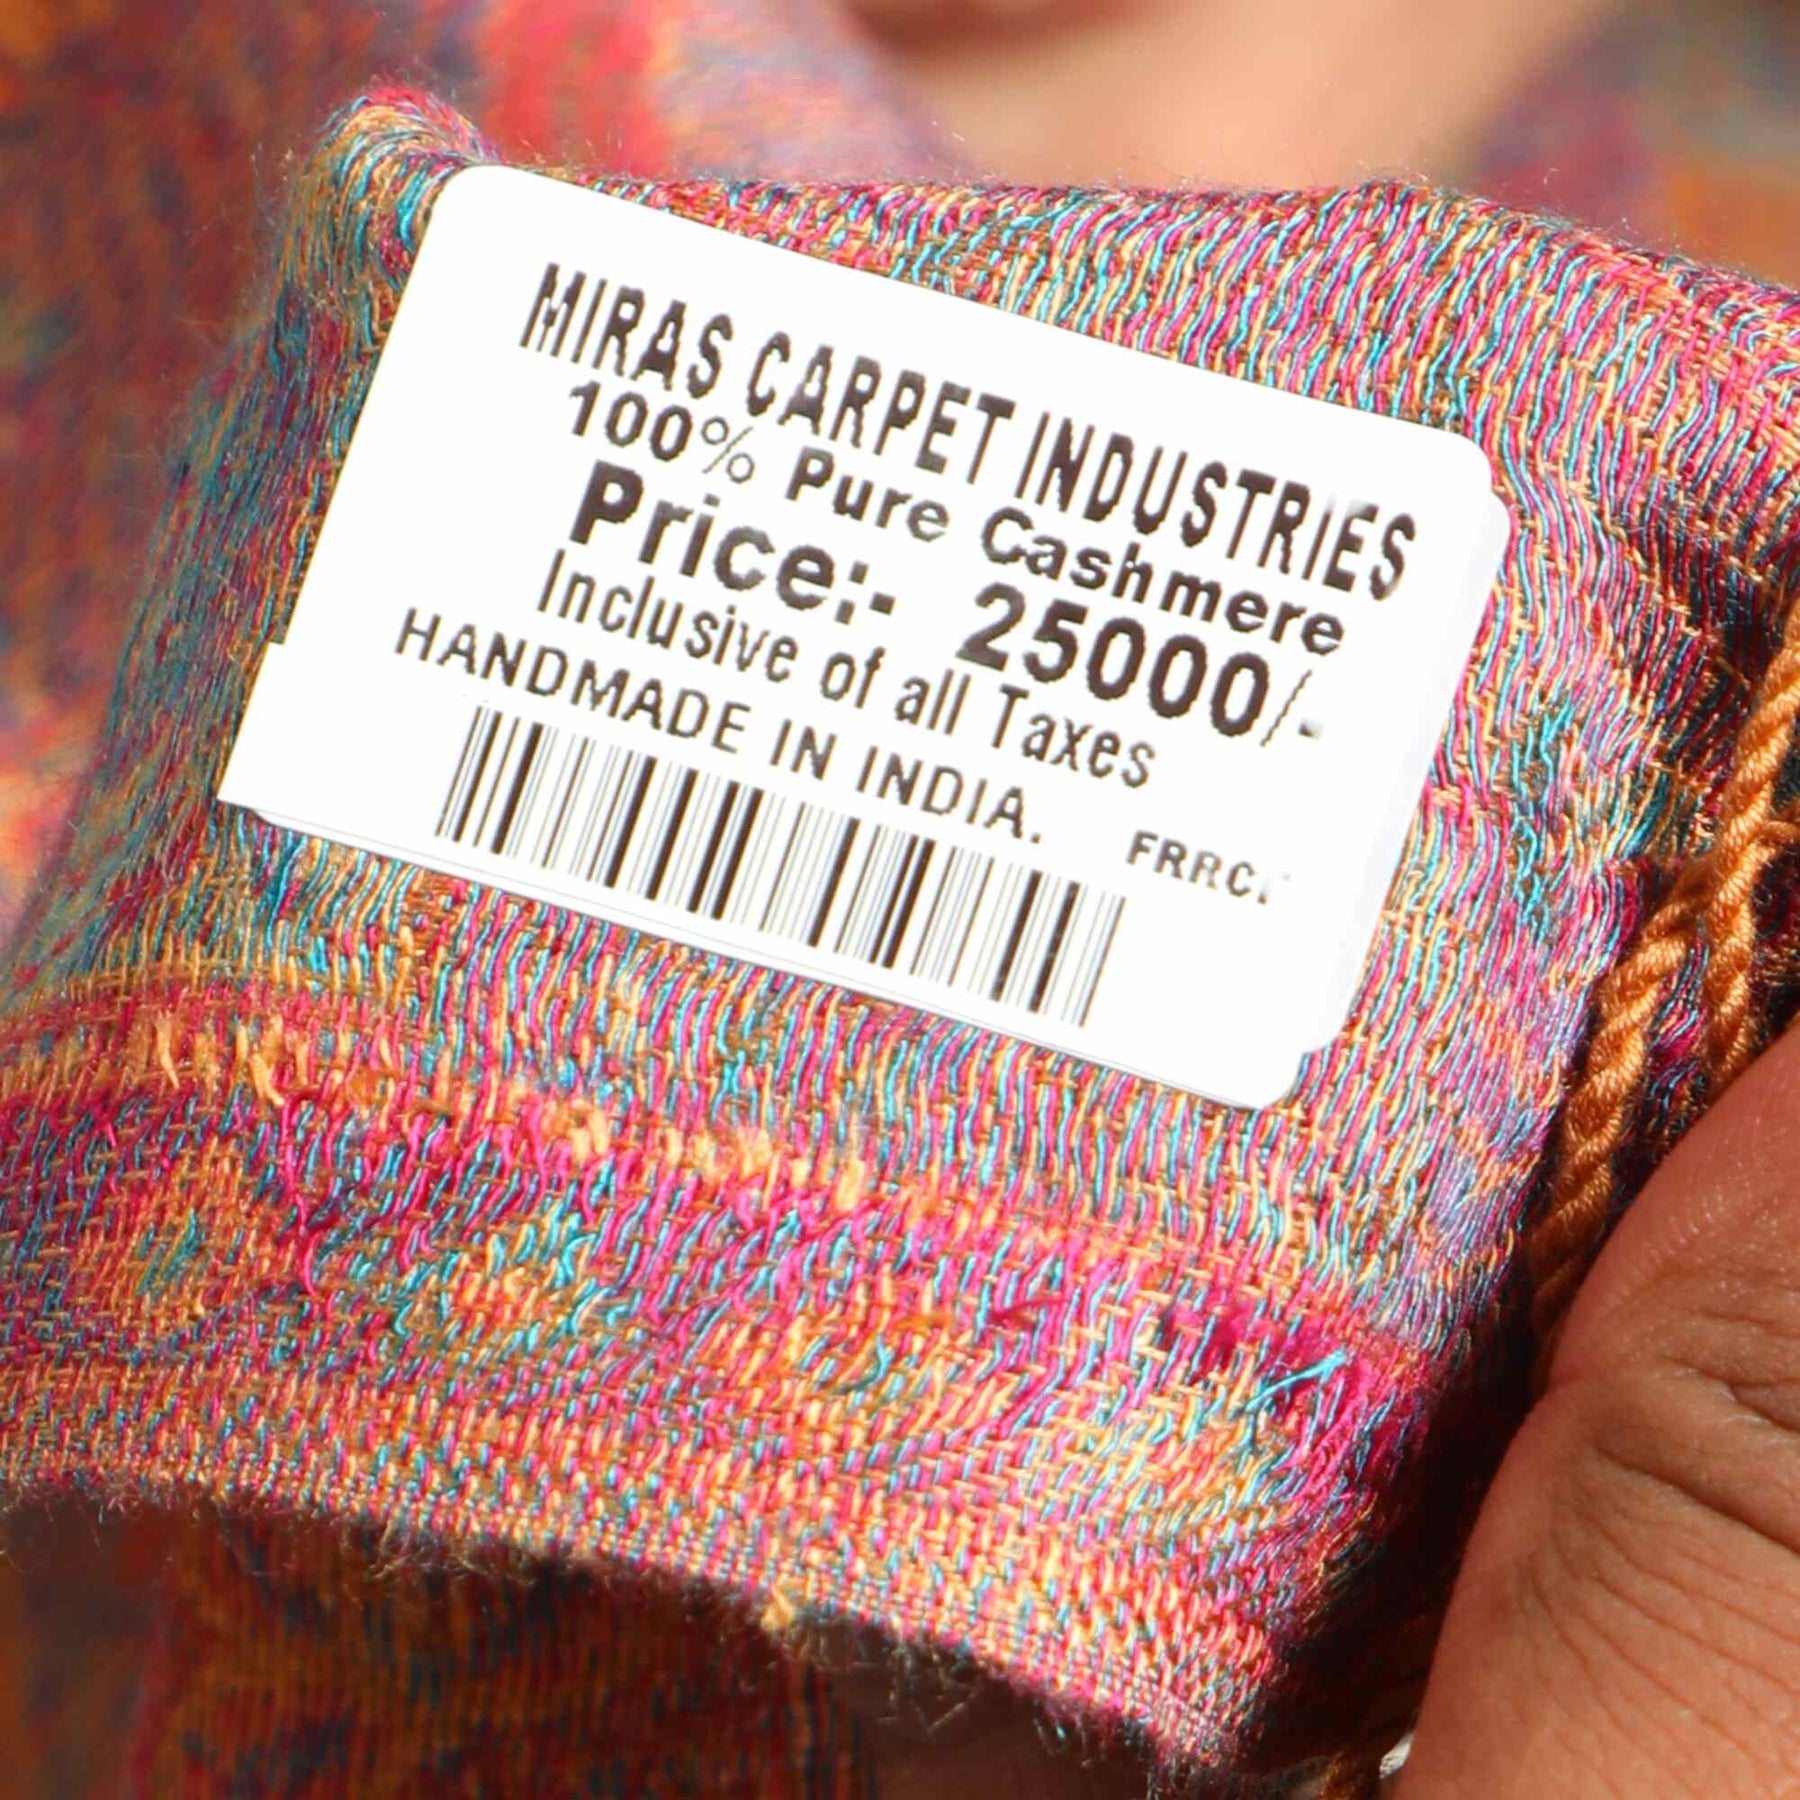 MIRAS CARPET INDUSTRIES
100% Pure Cashmere
Price:- 25000/-
Inclusive of all Taxes
HANDMADE IN INDIA.